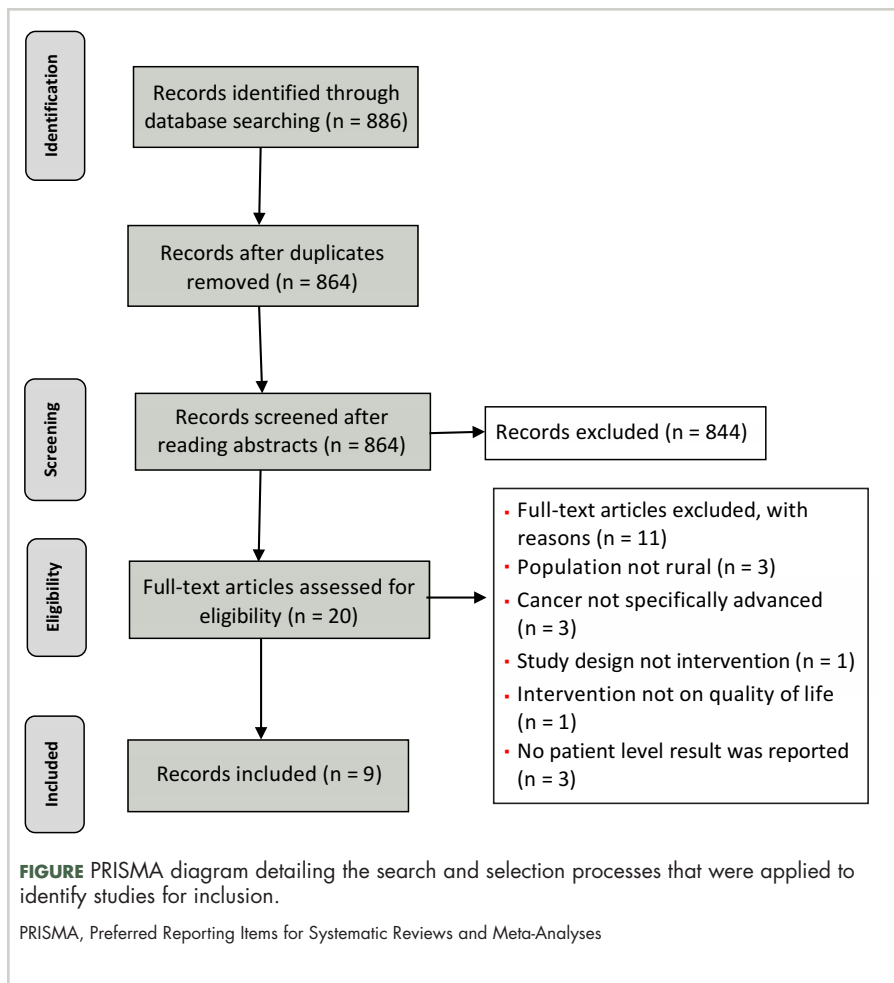 Identification
Records identified through
database searching (n = 886)
Records after duplicates
removed (n = 864)
Screening
Records screened after
reading abstracts (n = 864)
Records excluded (n = 844)
Eligibility
Full-text articles assessed for
eligibility (n = 20)
▪ Full-text articles excluded, with
reasons (n = 11)
▪ Population not rural (n = 3)
▪ Cancer not specifically advanced
(n = 3)
▪ Study design not intervention (n = 1)
▪ Intervention not on quality of life
(n = 1)
▪ No patient level result was reported
(n = 3)
Included
Records included (n = 9)
FIGURE PRISMA diagram detailing the search and selection processes that were applied to
identify studies for inclusion.
PRISMA, Preferred Reporting Items for Systematic Reviews and Meta-Analyses